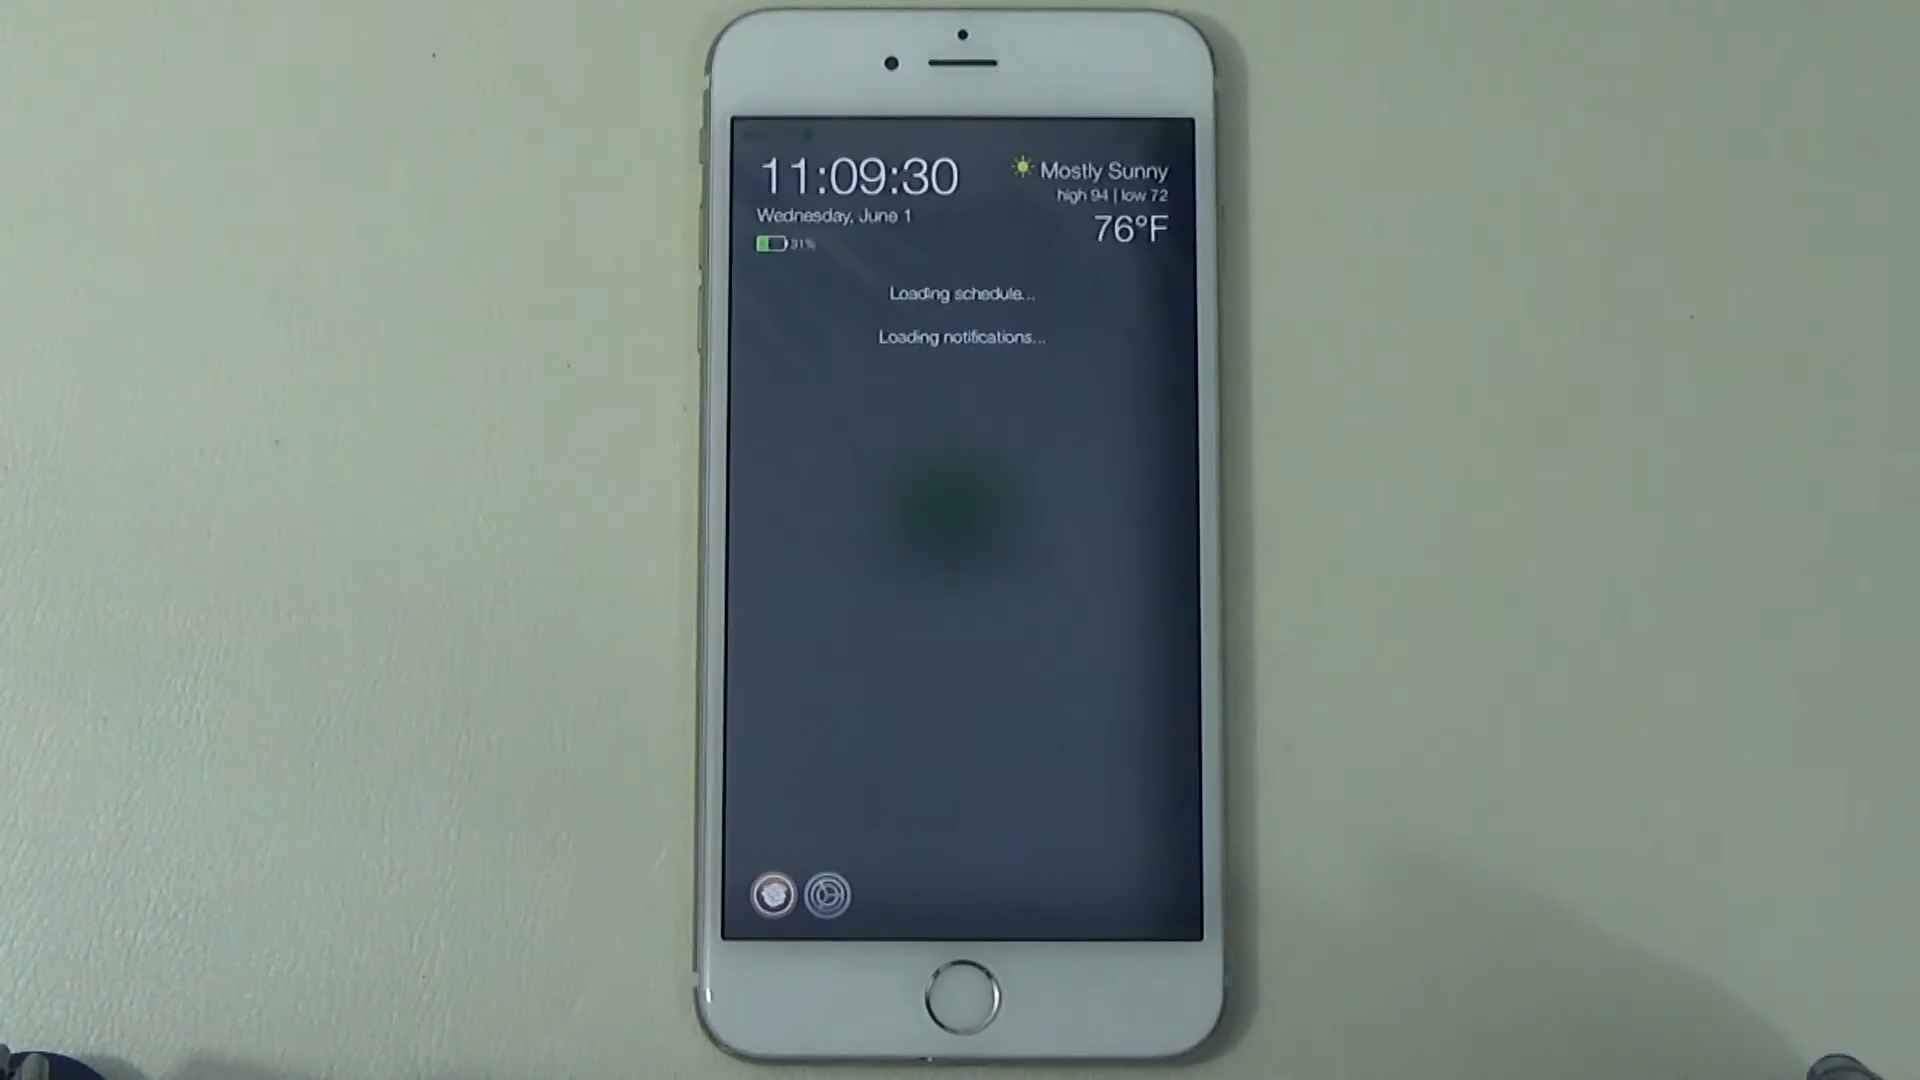 11:09:30
Wednesday, June 1
31%
Mostly Sunny
high 94 | low 72
76°F
Loading schedule...
Loading notifications...